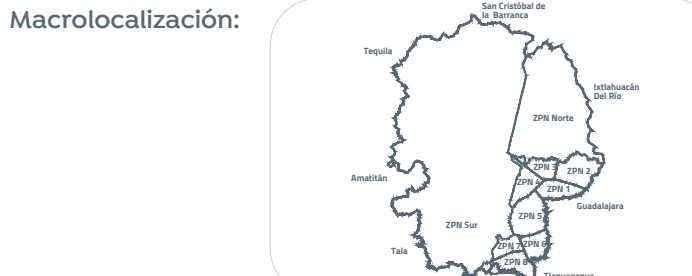 Macrolocalización:
San Cristóbal de
la Barranca
Tequila
Ixtlahuacán
Del Río
ZPN Norte
ZPN 3
ZPN 2
ZPN 4
ZPN 1
Amatitán
Guadalajara
ZPN 5
ZPN Sur
ZPN 7
ZPN 6
Tala
ZPN 8
Tlaquepaque